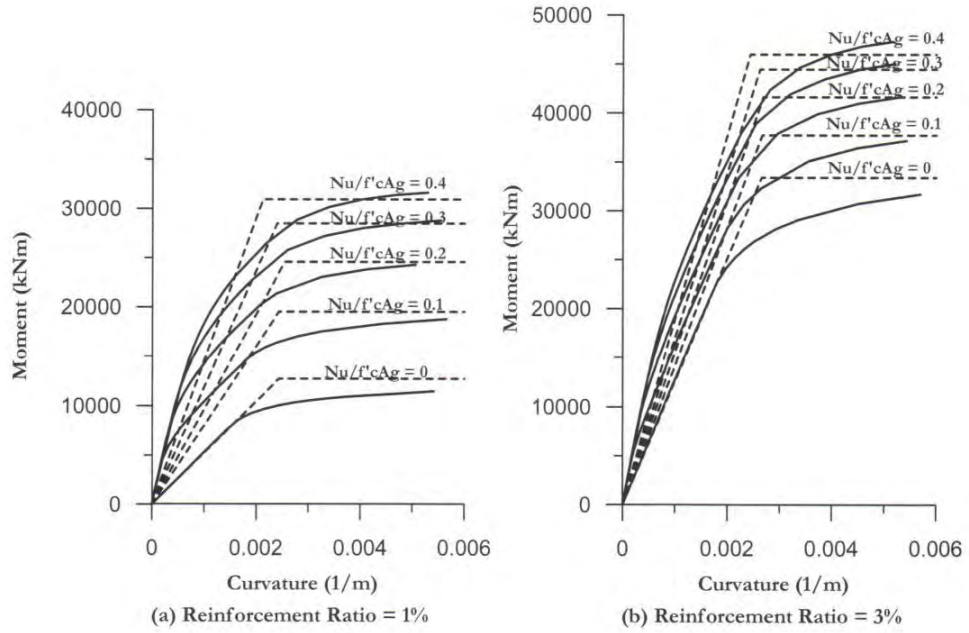 40000
30000
20000
10000
0
Moment (kNm)
Nu/f'cAg = 0.4
Nu/f'cAg = 0.3
Nu/f'cAg = 0.2
Nu/f'cAg = 0.1
Nu/f'cAg = 0
0
0.002
0.004
0.006
Curvature (1/m)
(a) Reinforcement Ratio = 1%
50000
40000
30000
20000
10000
0
Moment (kNm)
Nu/f'cAg = 0.4
Nu/f'cAg = 0.3
Nu/f'cAg = 0.2
Nu/f'cAg = 0.1
Nu/f'cAg = 0
0
0.002
0.004
0.006
Curvature (1/m)
(b) Reinforcement Ratio = 3%